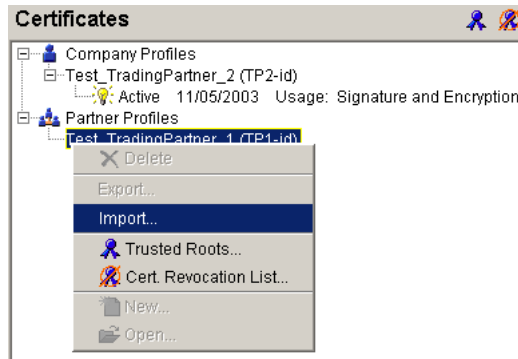 Certificates
Company Profiles
Test_TradingPartner_2 (TP2-id)
Active 11/05/2003 Usage: Signature and Encryption
Partner Profiles
Test_TradingPartner_1 (TP1-id)
Delete
Export...
Import...
Trusted Roots...
Cert. Revocation List...
New...
Open...